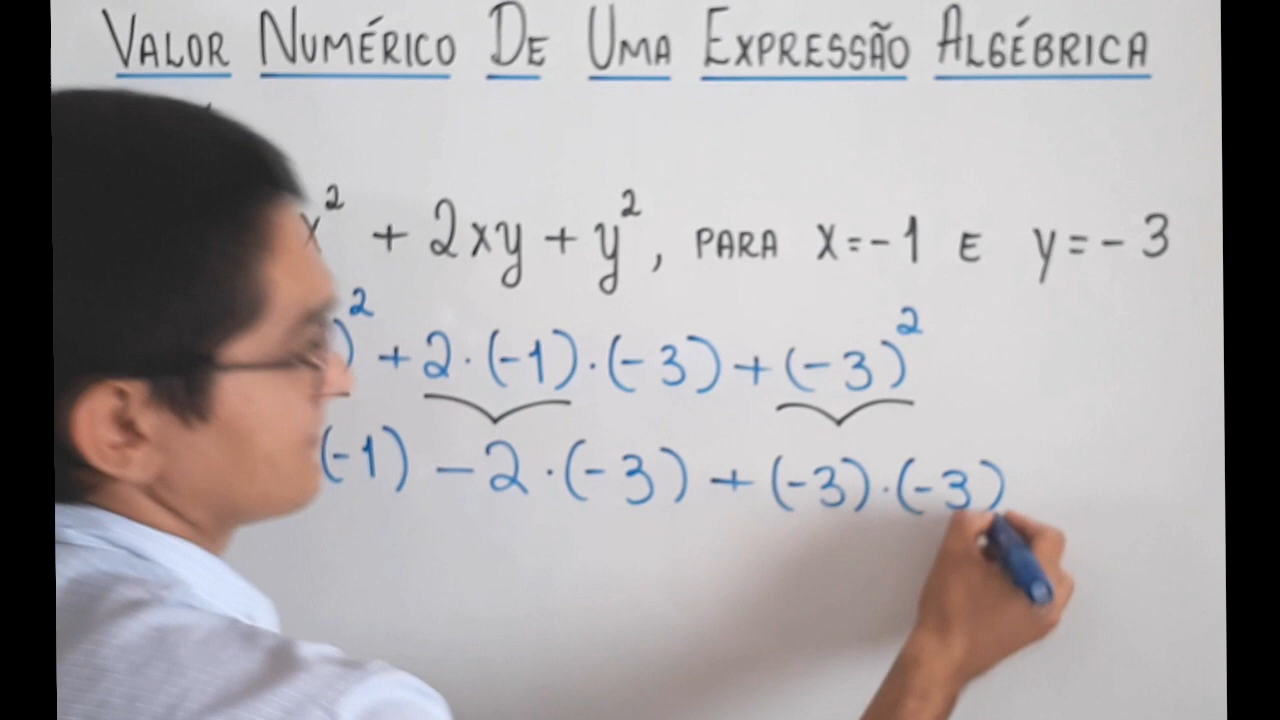 VALOR NUMÉRICO DE UMA EXPRESSÃO ALGÉBRICA
x² + 2xy + y², PARA x = -1 E y = -3
)² + 2 · (-1) · (-3) + (-3)²
(-1) - 2 · (-3) + (-3) · (-3)